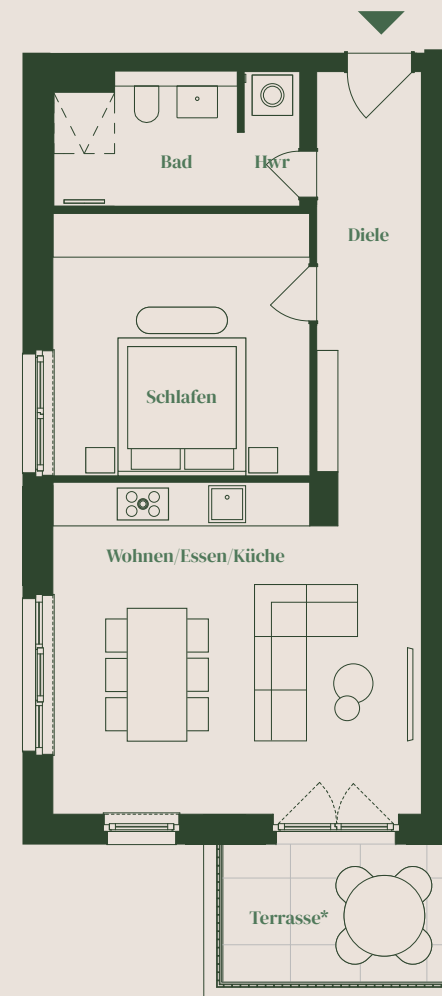 Bad
Hwr
Diele
Schlafen
Wohnen/Essen/Küche
Terrasse*